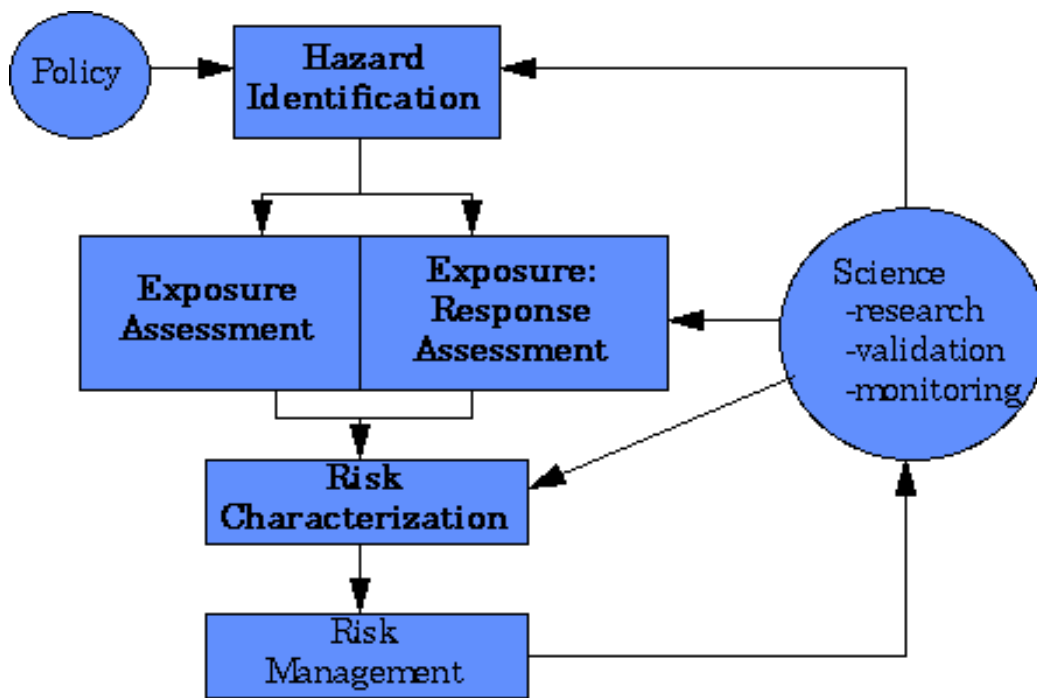 Policy
Hazard
Identification
Exposure
Assessment
Exposure:
Response
Assessment
Science
-research
-validation
-monitoring
Risk
Characterization
Risk
Management